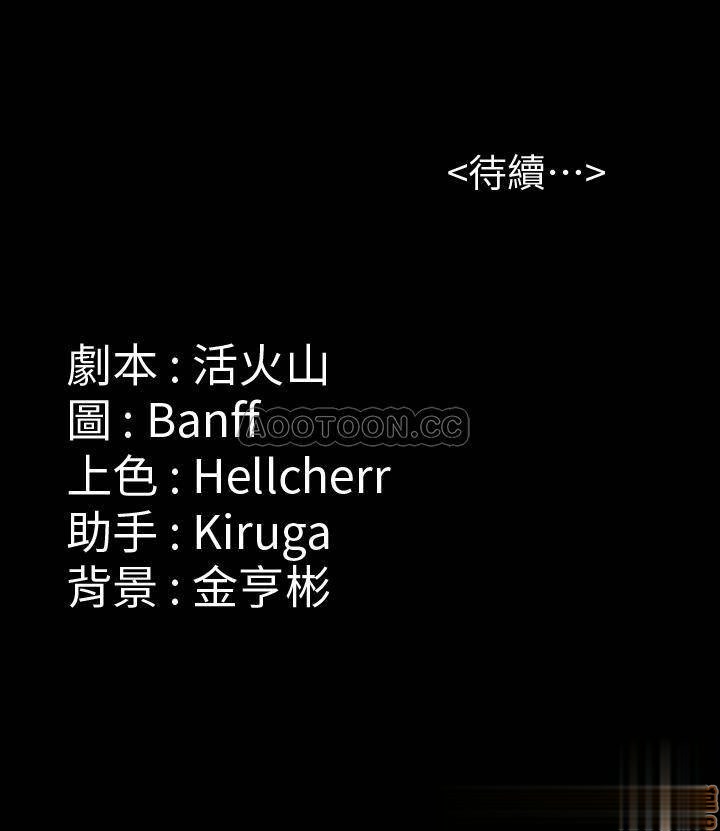 <待續⋯>
劇本 : 活火山
圖 : Banff
AOOTOON.CC
上色 : Hellcherr
助手 : Kiruga
背景 : 金亨彬